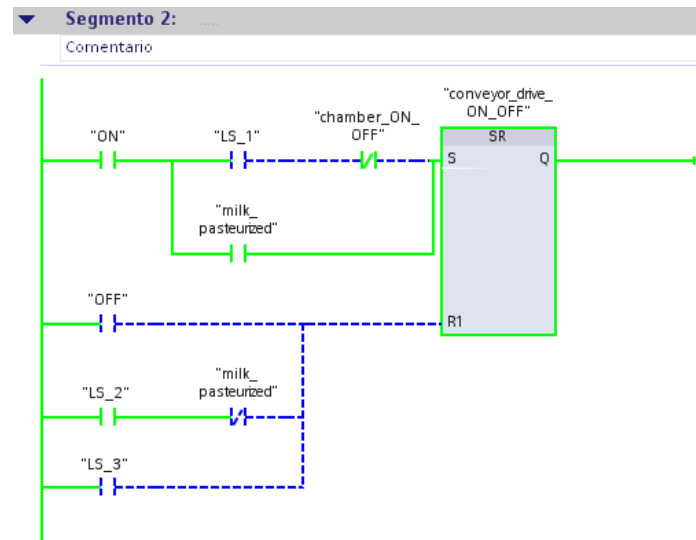 Segmento 2: .....
Comentario
"conveyor_drive_
ON_OFF"
"chamber_ON_
OFF"
"ON"
"LS_1"
SR
S
Q
"milk_
pasteurized"
"OFF"
R1
"milk_
pasteurized"
"LS_2"
"LS_3"